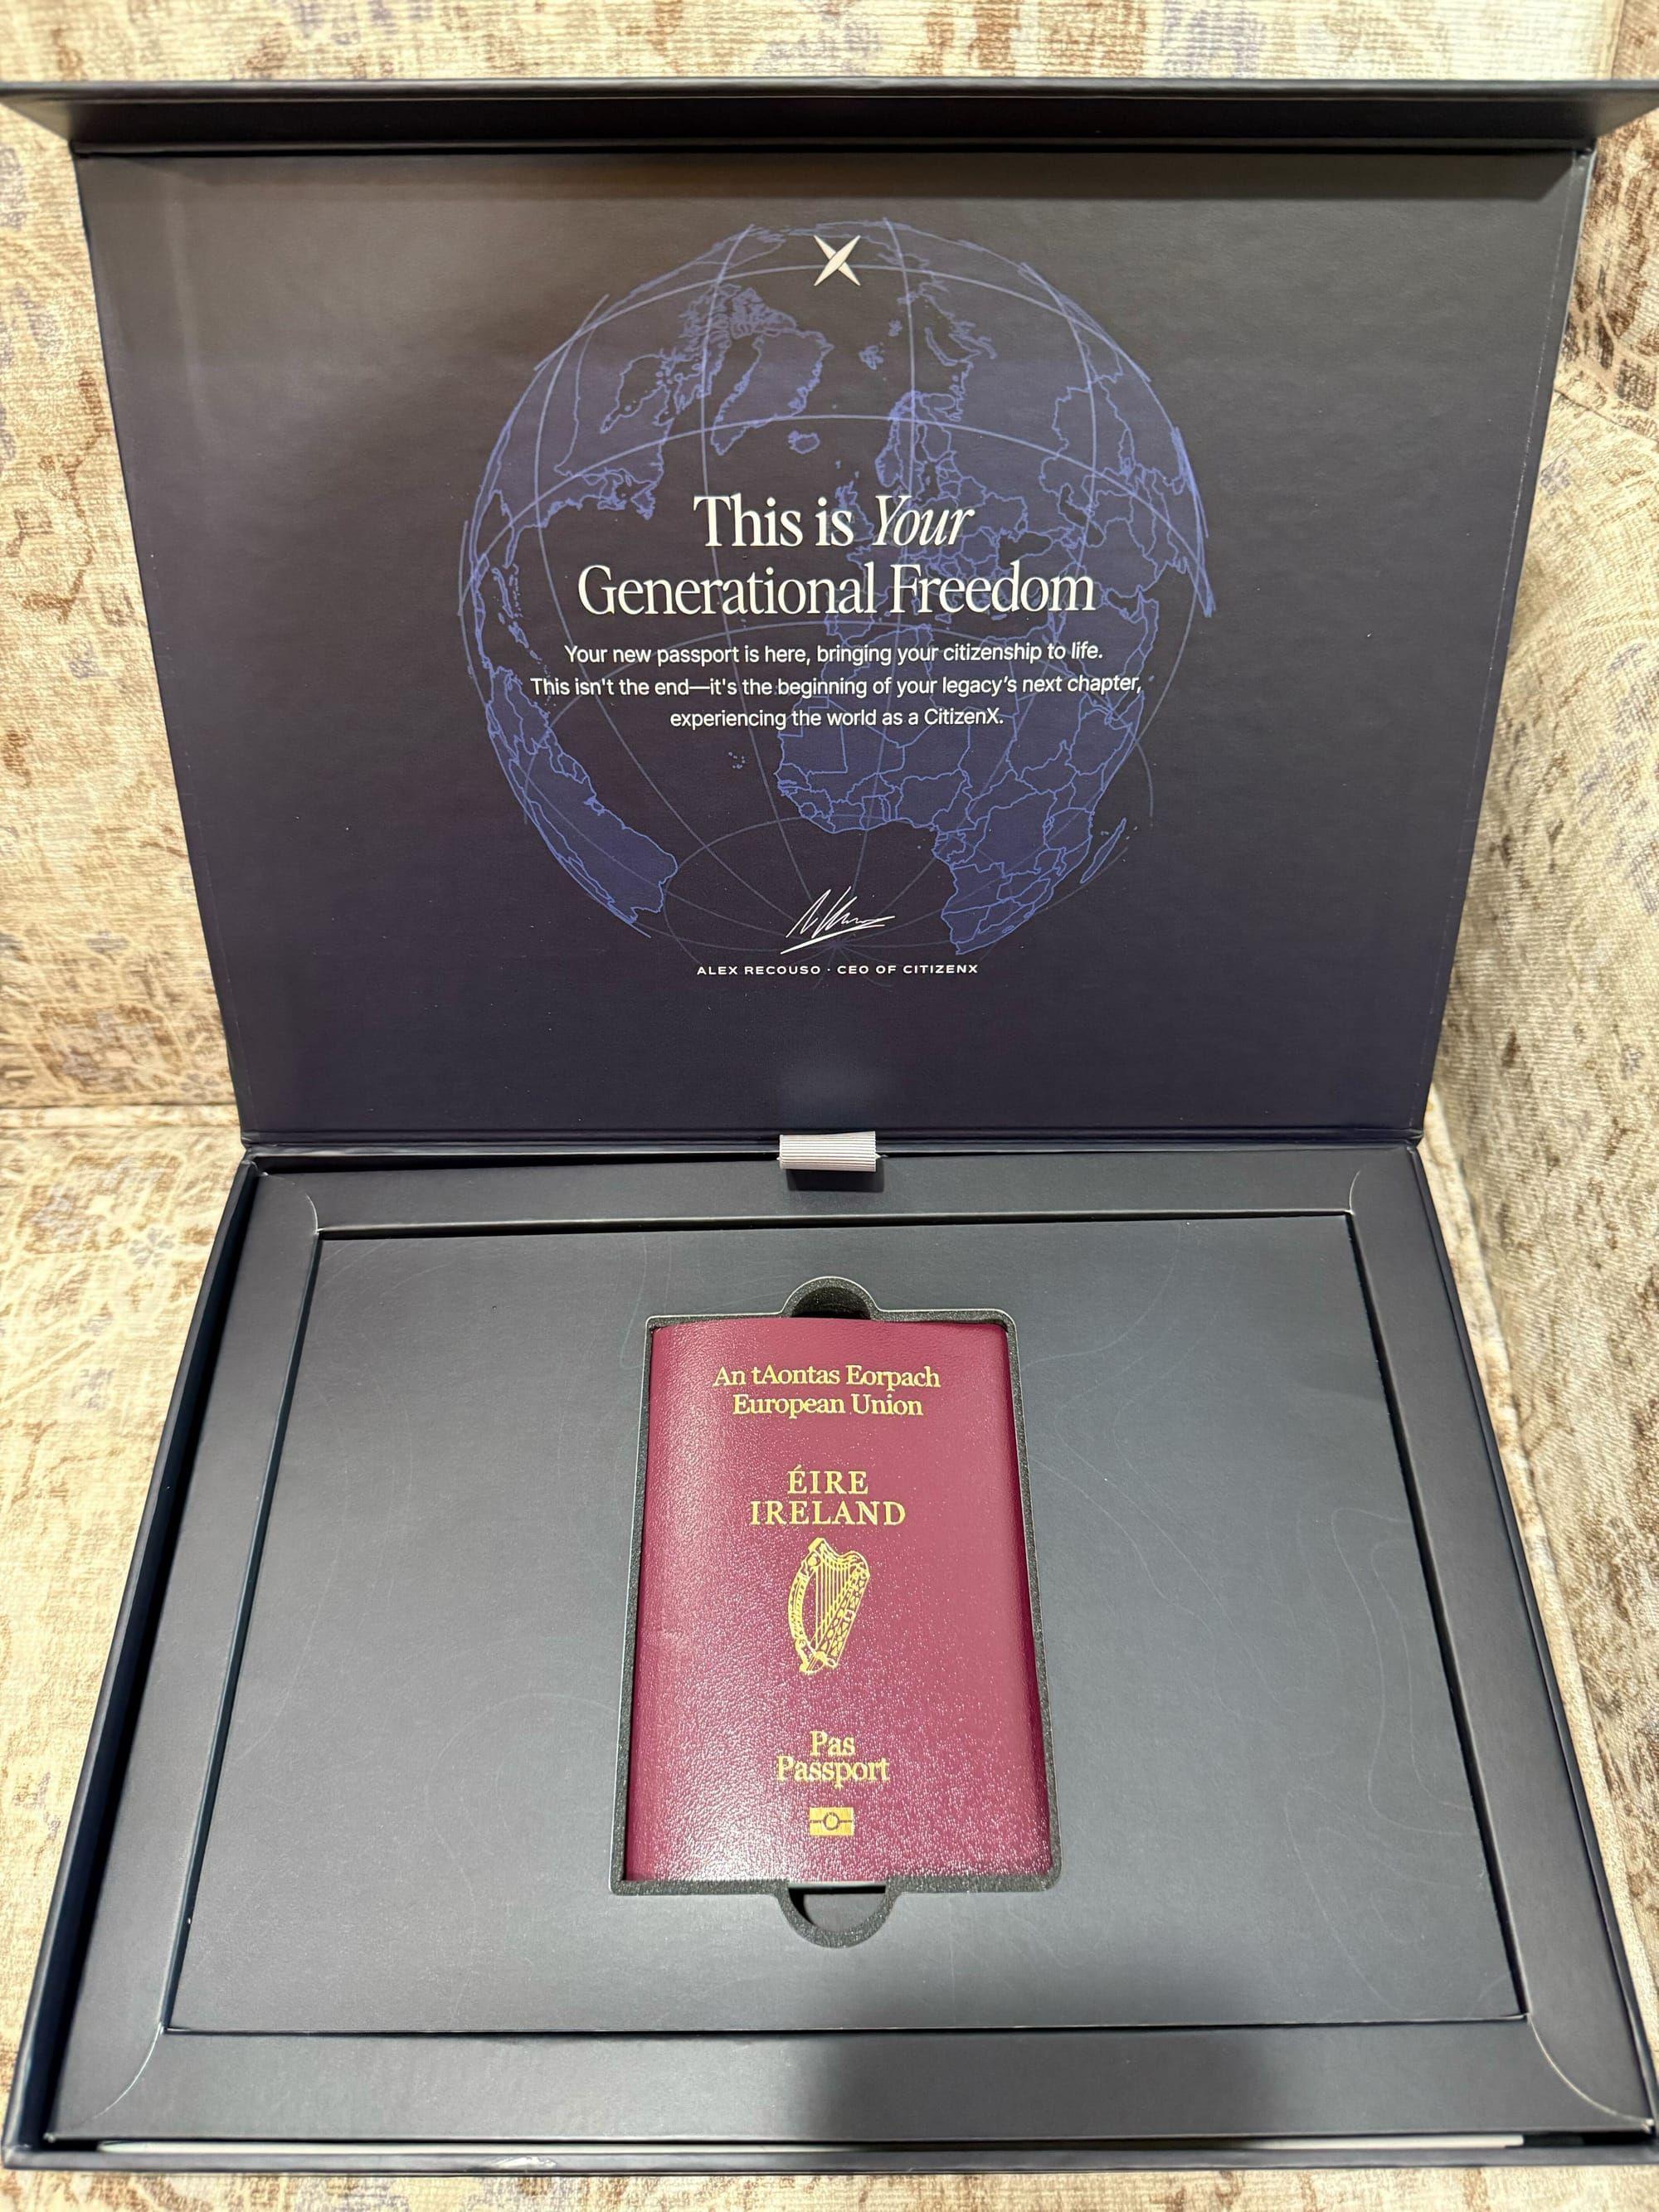 This is Your
Generational Freedom
Your new passport is here, bringing your citizenship to life.
This isn't the end—it's the beginning of your legacy's next chapter,
experiencing the world as a CitizenX.
ALEX RECOUSO · CEO OF CITIZENX
An tAontas Eorpach
European Union
ÉIRE
IRELAND
Pas
Passport